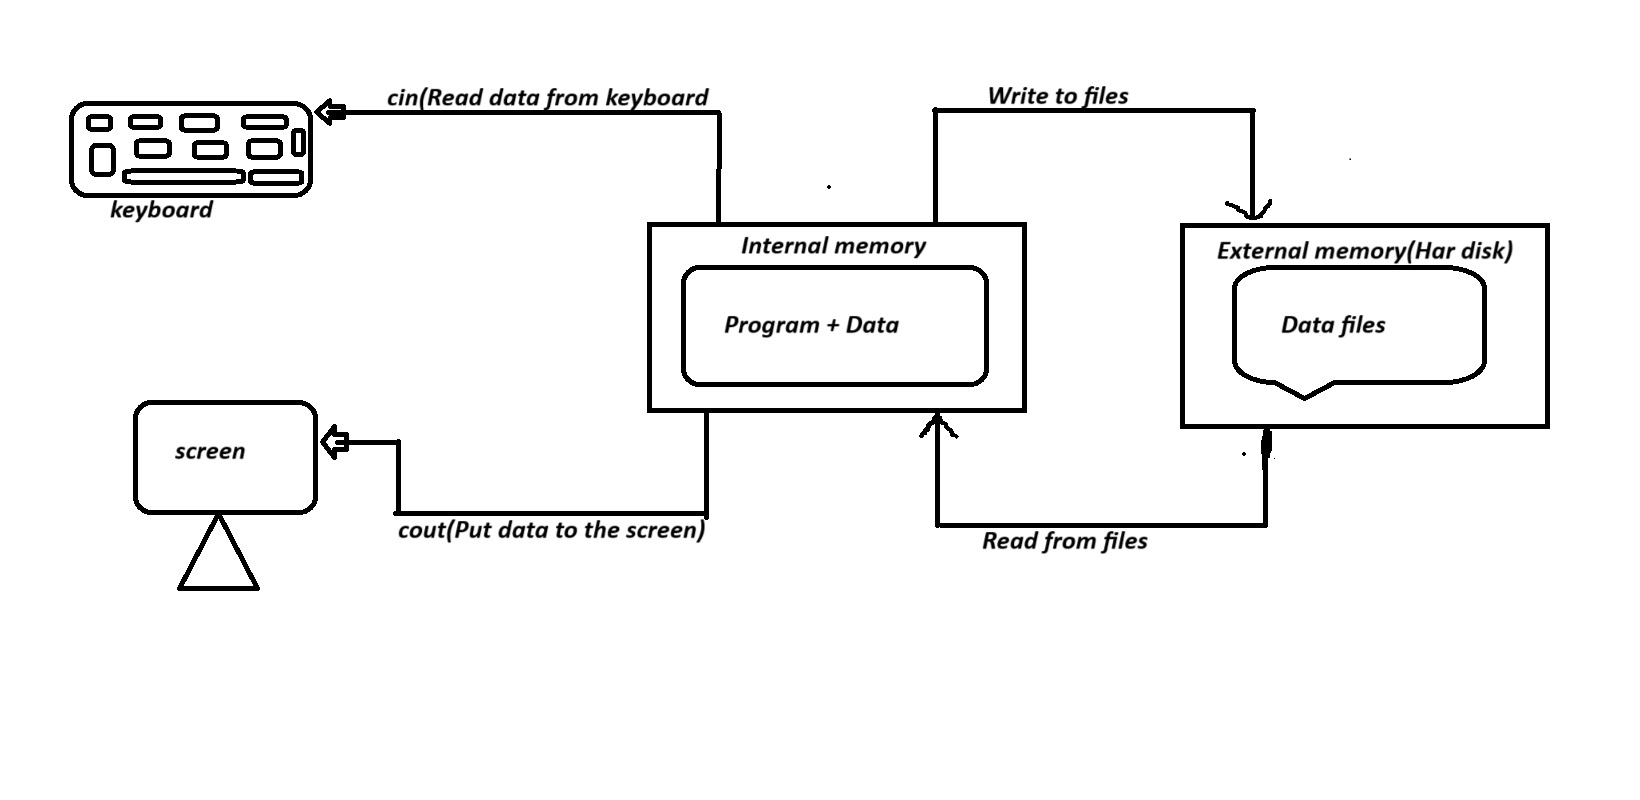 cin(Read data from keyboard
Write to files
keyboard
Internal memory
External memory(Har disk)
Program + Data
Data files
screen
cout(Put data to the screen)
Read from files